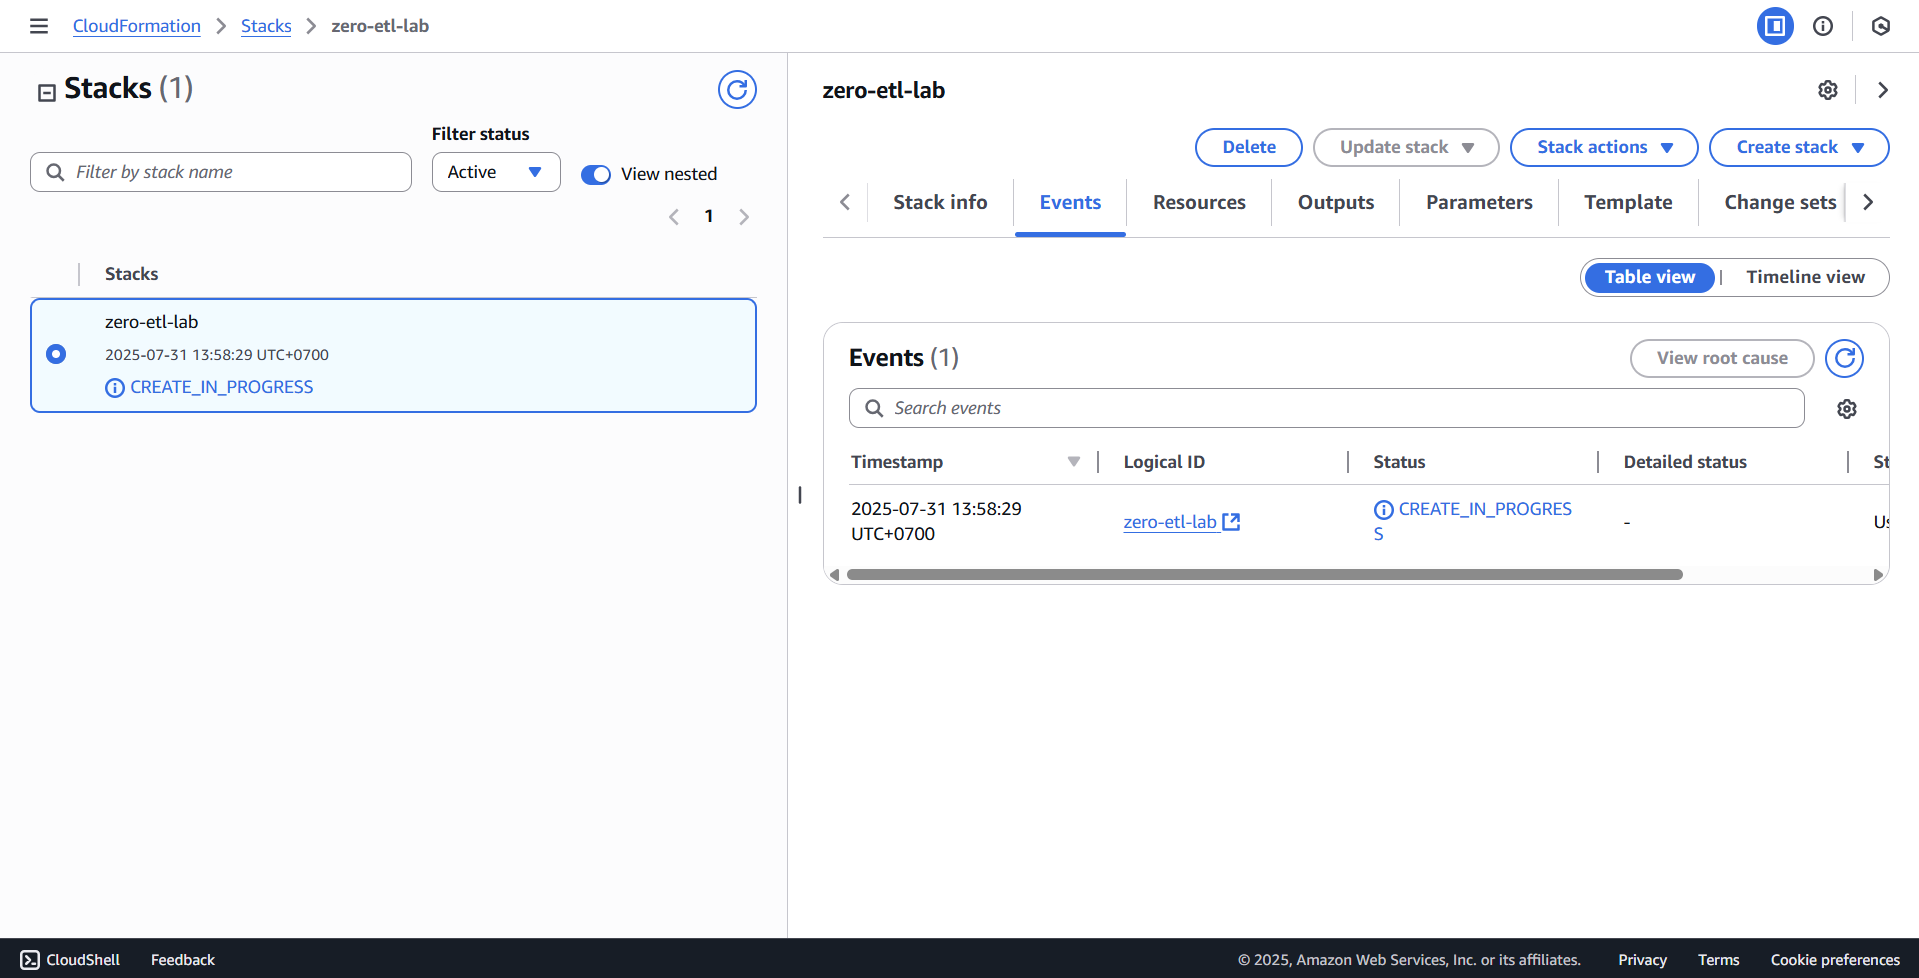 CloudFormation > Stacks > zero-etl-lab
Stacks (1)
Filter status
Filter by stack name
Active
View nested
1
Stacks
zero-etl-lab
2025-07-31 13:58:29 UTC+0700
CREATE_IN_PROGRESS
zero-etl-lab
Delete
Update stack
Stack actions
Create stack
Stack info
Events
Resources
Outputs
Parameters
Template
Change sets
Table view
Timeline view
Events (1)
View root cause
Search events
Timestamp
Logical ID
Status
Detailed status
2025-07-31 13:58:29
UTC+0700
zero-etl-lab
CREATE_IN_PROGRES
S
-
CloudShell
Feedback
© 2025, Amazon Web Services, Inc. or its affiliates.
Privacy
Terms
Cookie preferences